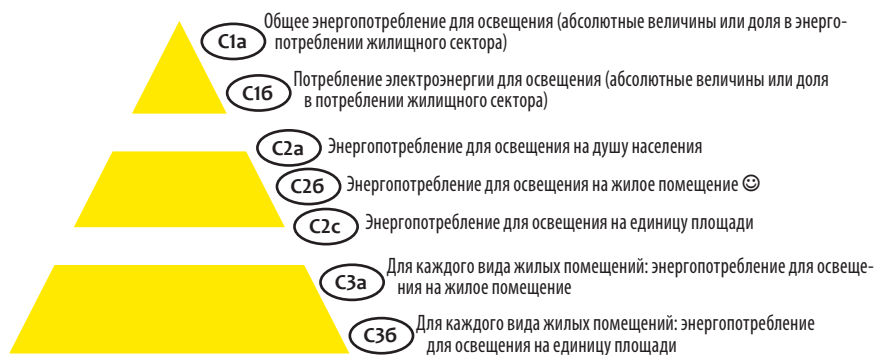 С1а Общее энергопотребление для освещения (абсолютные величины или доля в энерго-
потреблении жилищного сектора)
С1б Потребление электроэнергии для освещения (абсолютные величины или доля
в потреблении жилищного сектора)
С2а Энергопотребление для освещения на душу населения
С2б Энергопотребление для освещения на жилое помещение ☺
С2с Энергопотребление для освещения на единицу площади
С3а Для каждого вида жилых помещений: энергопотребление для освеще-
ния на жилое помещение
С3б Для каждого вида жилых помещений: энергопотребление
для освещения на единицу площади